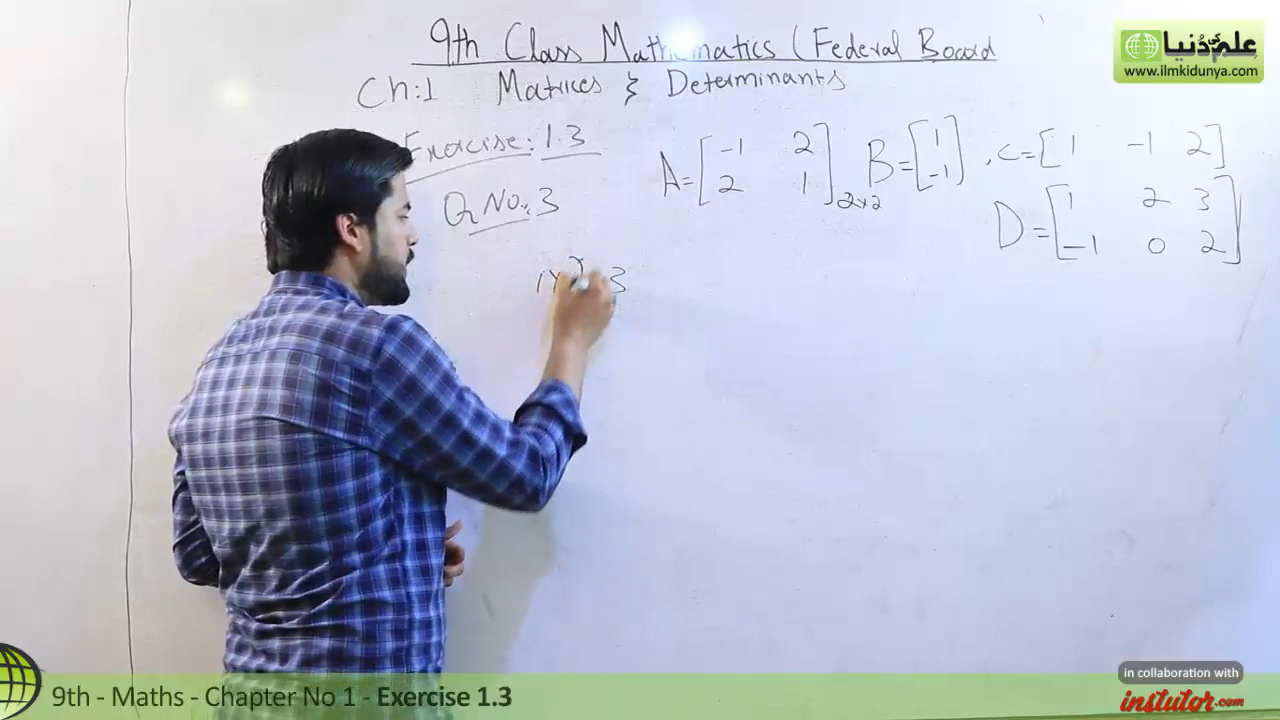 9th Class Mathematics (Federal Board
Ch:1 Matrices & Determinants
Exercise: 1.3
Q No: 3
A = [ -1 2
2 1 ] 2x2
B = [ 1
-1 ]
, C = [ 1 -1 2 ]
D = [ 1 2 3
-1 0 2 ]
3
علم کی دنیا
www.ilmkidunya.com
9th - Maths - Chapter No 1 - Exercise 1.3
in collaboration with
instutor.com